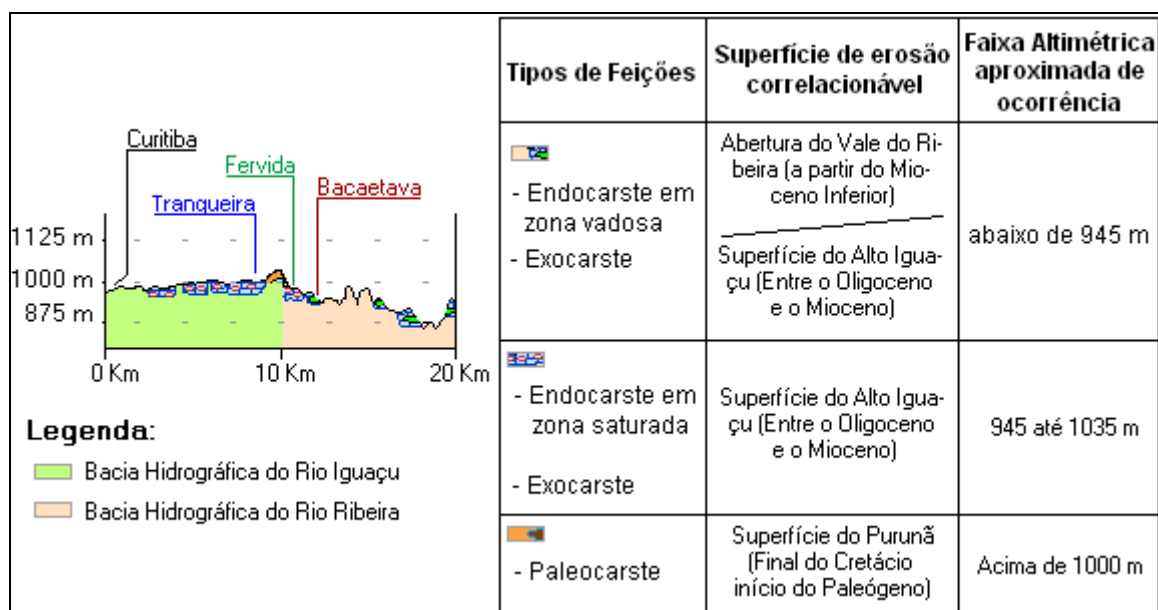 Curitiba
Fervida
Bacaetava
Tranqueira
1125 m
1000 m
875 m
0 Km
10 Km
20 Km
Legenda:
Bacia Hidrográfica do Rio Iguaçu
Bacia Hidrográfica do Rio Ribeira
Tipos de Feições
Superfície de erosão
correlacionável
Faixa Altimétrica
aproximada de
ocorrência
- Endocarste em
zona vadosa
- Exocarste
Abertura do Vale do Ri-
beira (a partir do Mio-
ceno Inferior)
Superfície do Alto Igua-
çu (Entre o Oligoceno
e o Mioceno)
abaixo de 945 m
- Endocarste em
zona saturada
- Exocarste
Superfície do Alto Igua-
çu (Entre o Oligoceno
e o Mioceno)
945 até 1035 m
- Paleocarste
Superfície do Purunã
(Final do Cretácio
início do Paleógeno)
Acima de 1000 m